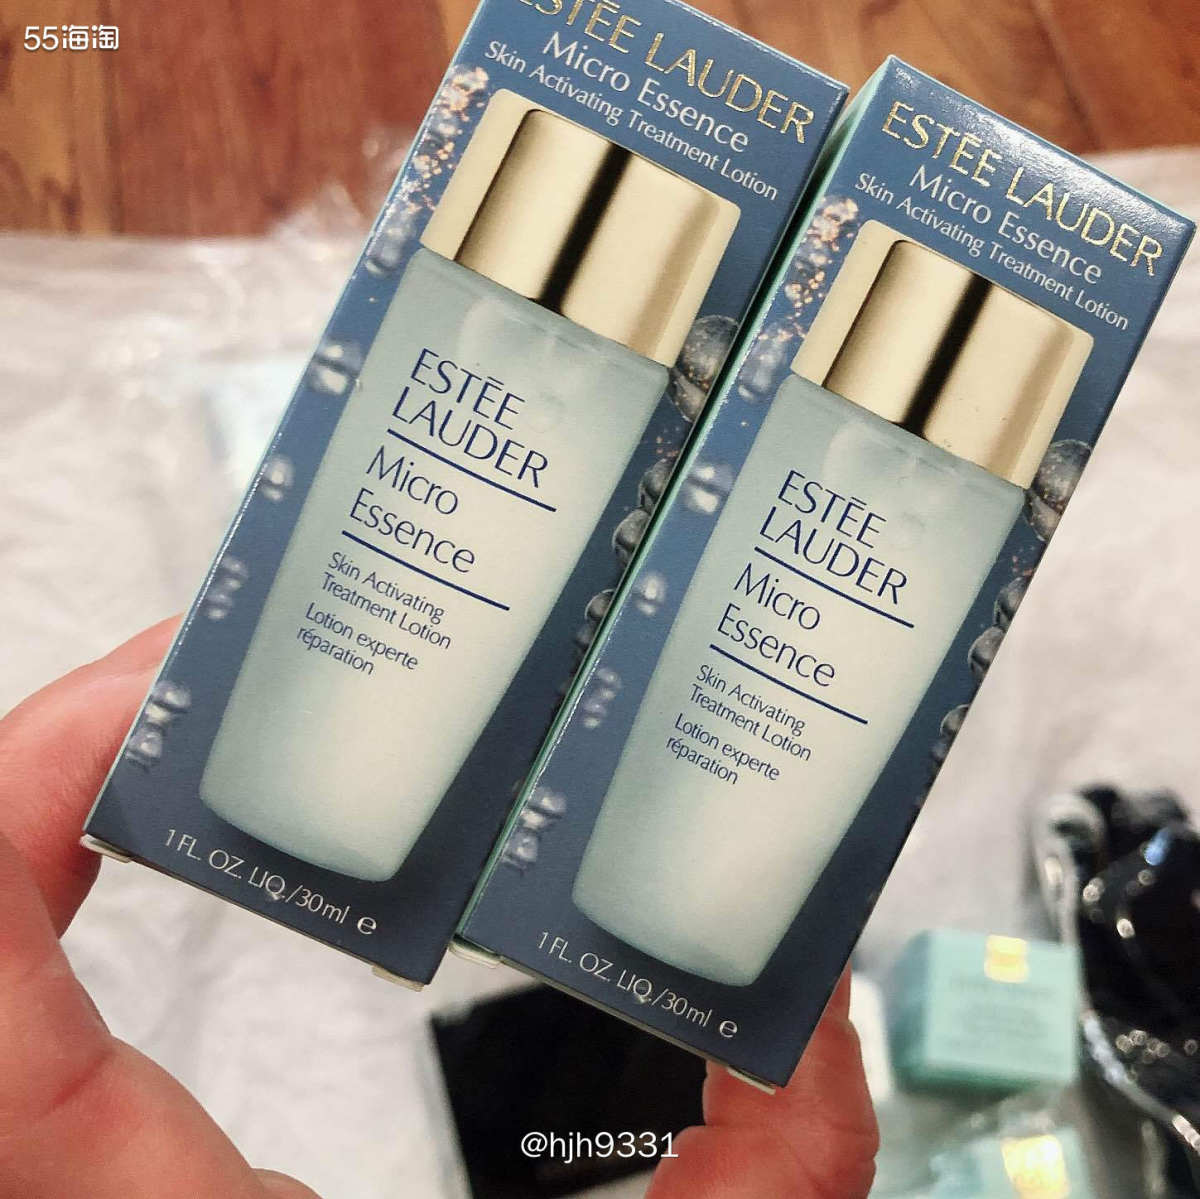 55海淘
ESTĒE LAUDER
Micro Essence
Skin Activating Treatment Lotion
ESTĒE
LAUDER
Micro
Essence
Skin Activating
Treatment Lotion
Lotion experte
réparation
1 FL. OZ. LIQ./30ml ℮
ESTĒE LAUDER
Micro Essence
Skin Activating Treatment Lotion
ESTĒE
LAUDER
Micro
Essence
Skin Activating
Treatment Lotion
Lotion experte
réparation
1 FL. OZ. LIQ./30ml ℮
@hjh9331